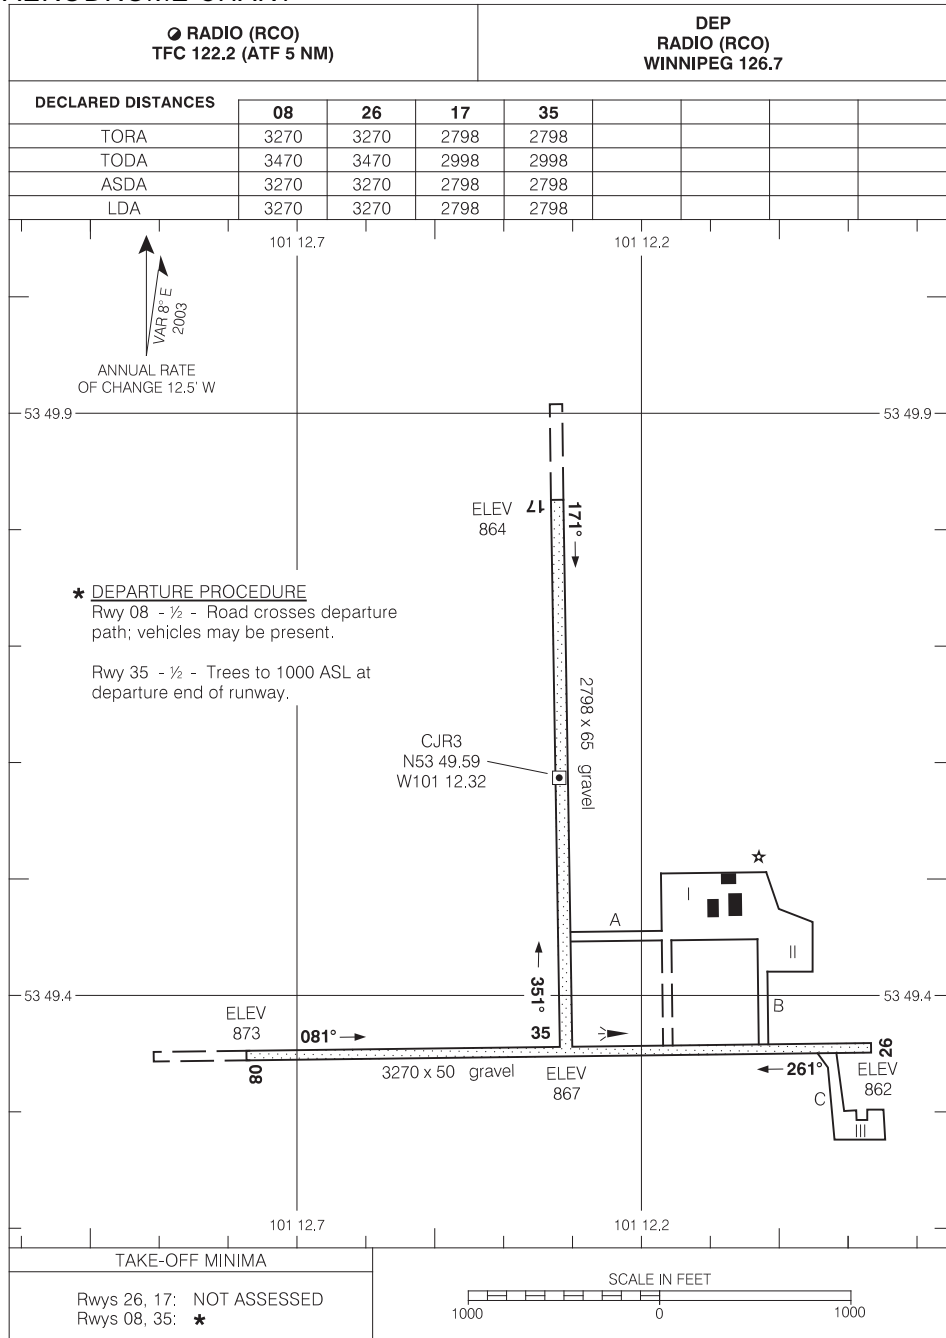 RADIO (RCO)
TFC 122.2 (ATF 5 NM)
DEP
RADIO (RCO)
WINNIPEG 126.7
DECLARED DISTANCES 08 26 17 35
TORA 3270 3270 2798 2798
TODA 3470 3470 2998 2998
ASDA 3270 3270 2798 2798
LDA 3270 3270 2798 2798
101 12.7 101 12.2
VAR 8° E
2003
ANNUAL RATE
OF CHANGE 12.5' W
53 49.9 53 49.9
ELEV
864
17
171°
* DEPARTURE PROCEDURE
Rwy 08 - ½ - Road crosses departure
path; vehicles may be present.
Rwy 35 - ½ - Trees to 1000 ASL at
departure end of runway.
2798 x 65 gravel
CJR3
N53 49.59
W101 12.32
I
A
II
53 49.4 53 49.4
351°
B
ELEV
873
081°
35
26
08
3270 x 50 gravel
ELEV
867
261°
ELEV
862
C
III
101 12.7 101 12.2
TAKE-OFF MINIMA
Rwys 26, 17: NOT ASSESSED
Rwys 08, 35: *
SCALE IN FEET
1000 0 1000